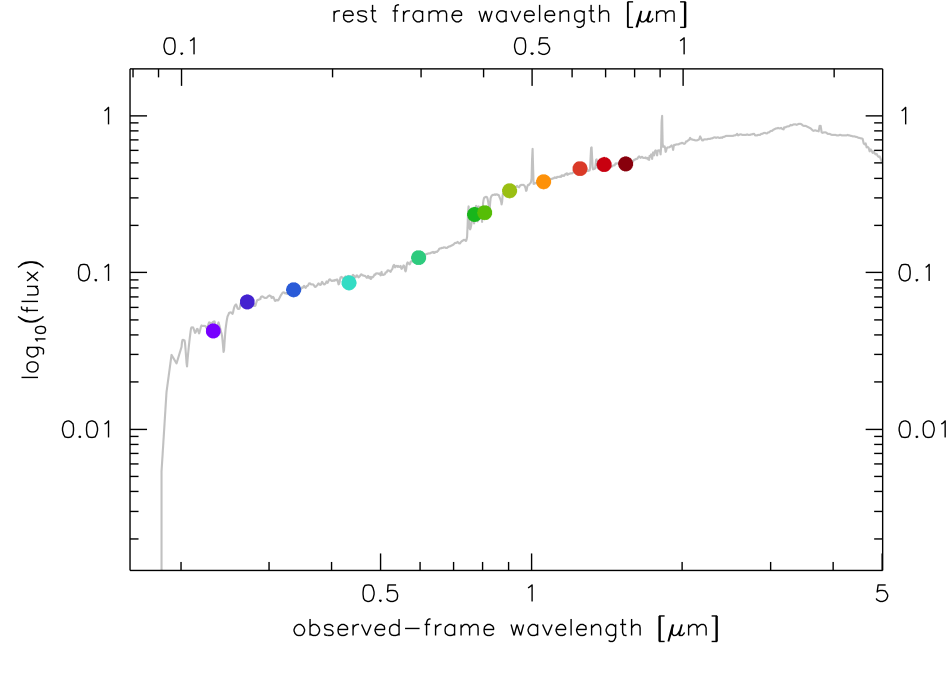 rest frame wavelength [μm]
0.1 0.5 1
1 1
0.1 0.1
0.01 0.01
log10(flux)
0.5 1 5
observed-frame wavelength [μm]